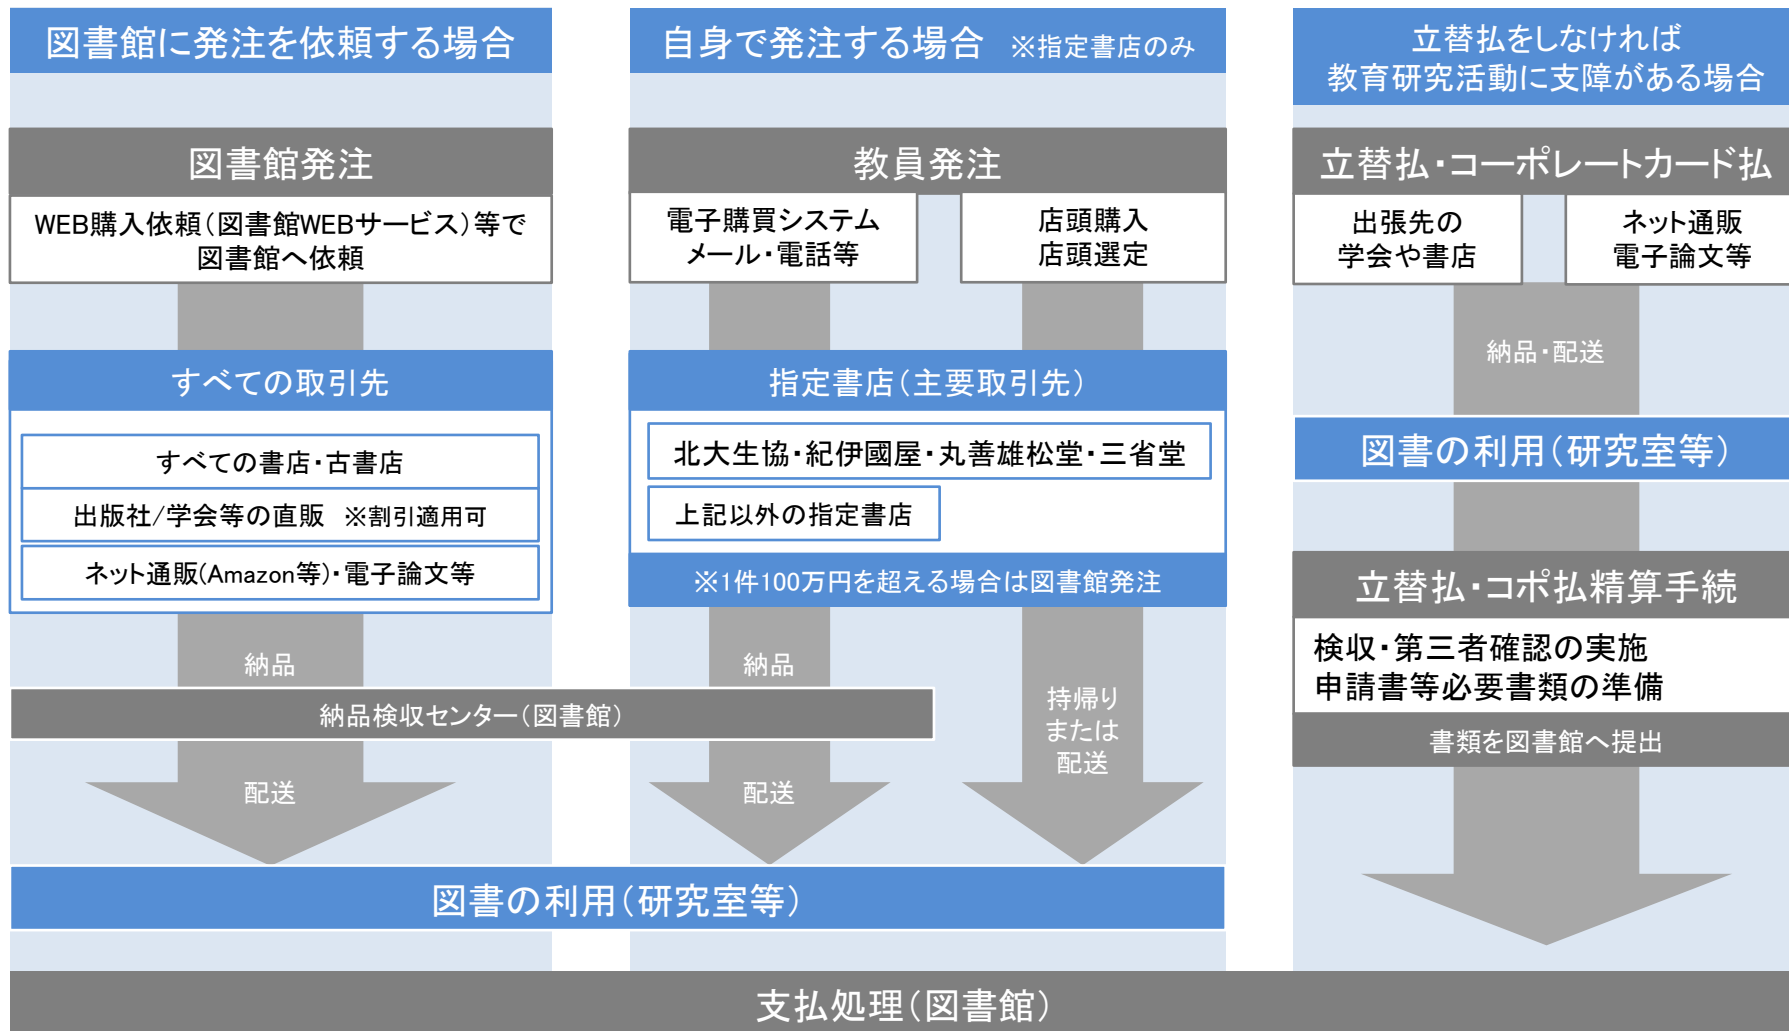 図書館に発注を依頼する場合
図書館発注
WEB購入依頼（図書館WEBサービス）等で
図書館へ依頼
すべての取引先
すべての書店・古書店
出版社/学会等の直販　※割引適用可
ネット通販(Amazon等)・電子論文等
納品
自身で発注する場合　※指定書店のみ
教員発注
電子購買システム
メール・電話等
店頭購入
店頭選定
指定書店（主要取引先）
北大生協・紀伊國屋・丸善雄松堂・三省堂
上記以外の指定書店
※1件100万円を超える場合は図書館発注
納品
納品検収センター（図書館）
配送
配送
持帰り
または
配送
図書の利用（研究室等）
立替払をしなければ
教育研究活動に支障がある場合
立替払・コーポレートカード払
出張先の
学会や書店
ネット通販
電子論文等
納品・配送
図書の利用（研究室等）
立替払・コポ払精算手続
検収・第三者確認の実施
申請書等必要書類の準備
書類を図書館へ提出
支払処理（図書館）